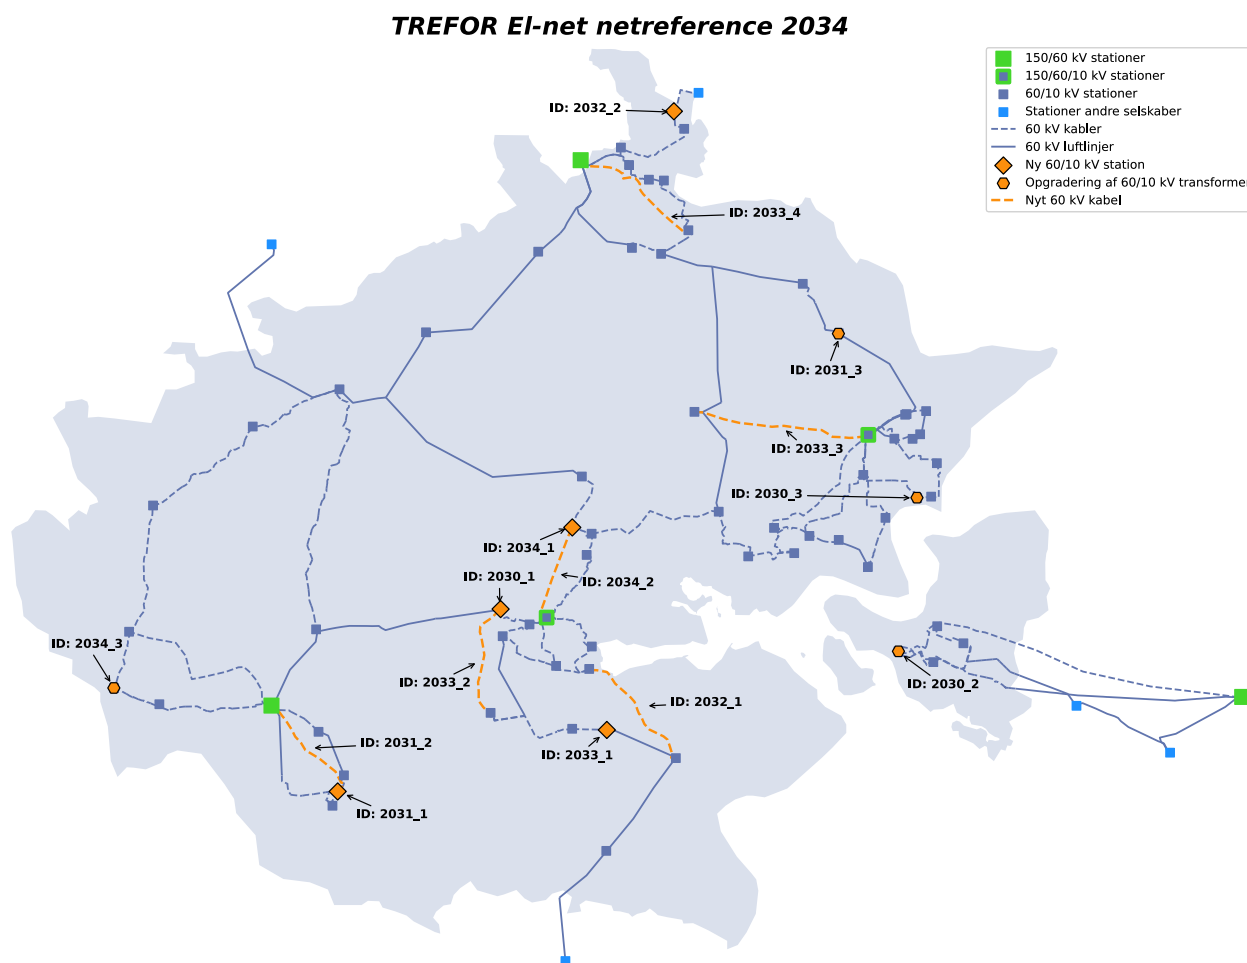 TREFOR El-net netreference 2034
150/60 kV stationer
150/60/10 kV stationer
60/10 kV stationer
Stationer andre selskaber
60 kV kabler
60 kV luftlinjer
Ny 60/10 kV station
Opgradering af 60/10 kV transformer
Nyt 60 kV kabel
ID: 2032_2
ID: 2033_4
ID: 2031_3
ID: 2033_3
ID: 2030_3
ID: 2034_1
ID: 2030_1
ID: 2034_2
ID: 2034_3
ID: 2033_2
ID: 2030_2
ID: 2032_1
ID: 2031_2
ID: 2033_1
ID: 2031_1